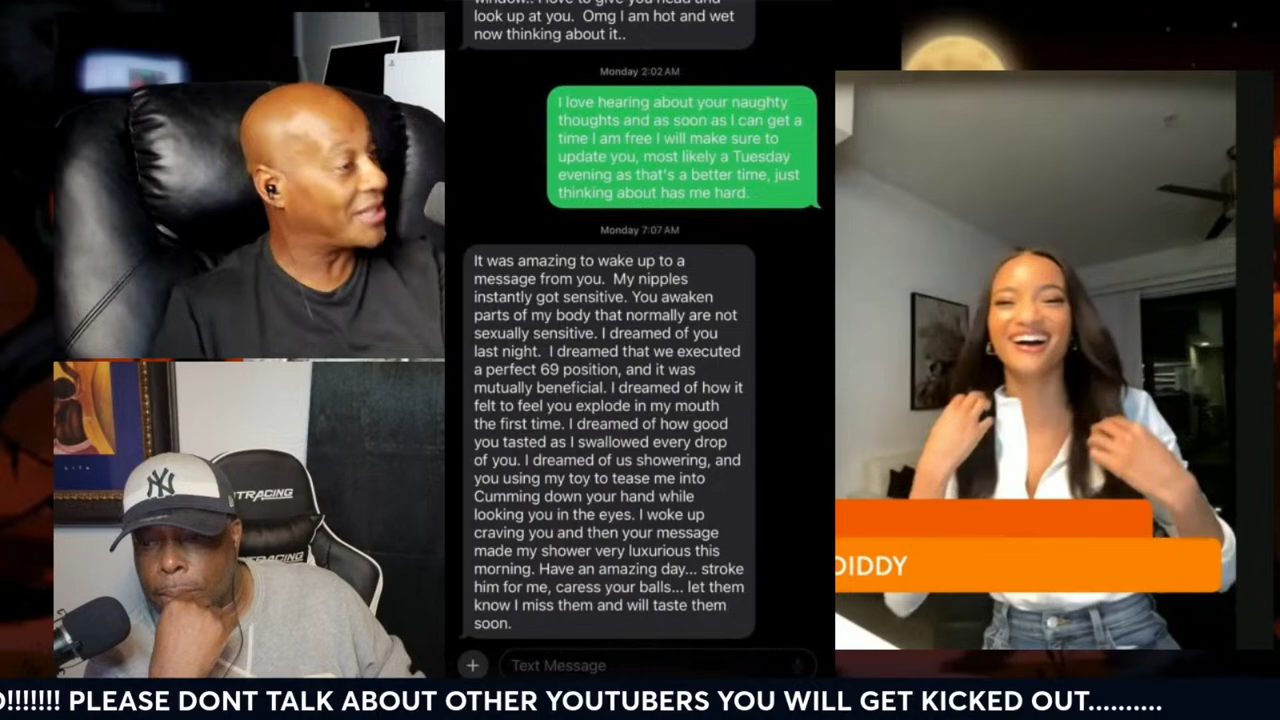 look up at you.  Omg I am hot and wet
now thinking about it..
Monday 2:02 AM
I love hearing about your naughty
thoughts and as soon as I can get a
time I am free I will make sure to
update you, most likely a Tuesday
evening as that's a better time, just
thinking about has me hard.
Monday 7:07 AM
It was amazing to wake up to a
message from you.  My nipples
instantly got sensitive. You awaken
parts of my body that normally are not
sexually sensitive. I dreamed of you
last night.  I dreamed that we executed
a perfect 69 position, and it was
mutually beneficial. I dreamed of how it
felt to feel you explode in my mouth
the first time. I dreamed of how good
you tasted as I swallowed every drop
of you. I dreamed of us showering, and
you using my toy to tease me into
Cumming down your hand while
looking you in the eyes. I woke up
craving you and then your message
made my shower very luxurious this
morning. Have an amazing day... stroke
him for me, caress your balls... let them
know I miss them and will taste them
soon.
Text Message
NY
TRACING
TRACING
DIDDY
!!!!!!! PLEASE DONT TALK ABOUT OTHER YOUTUBERS YOU WILL GET KICKED OUT..........